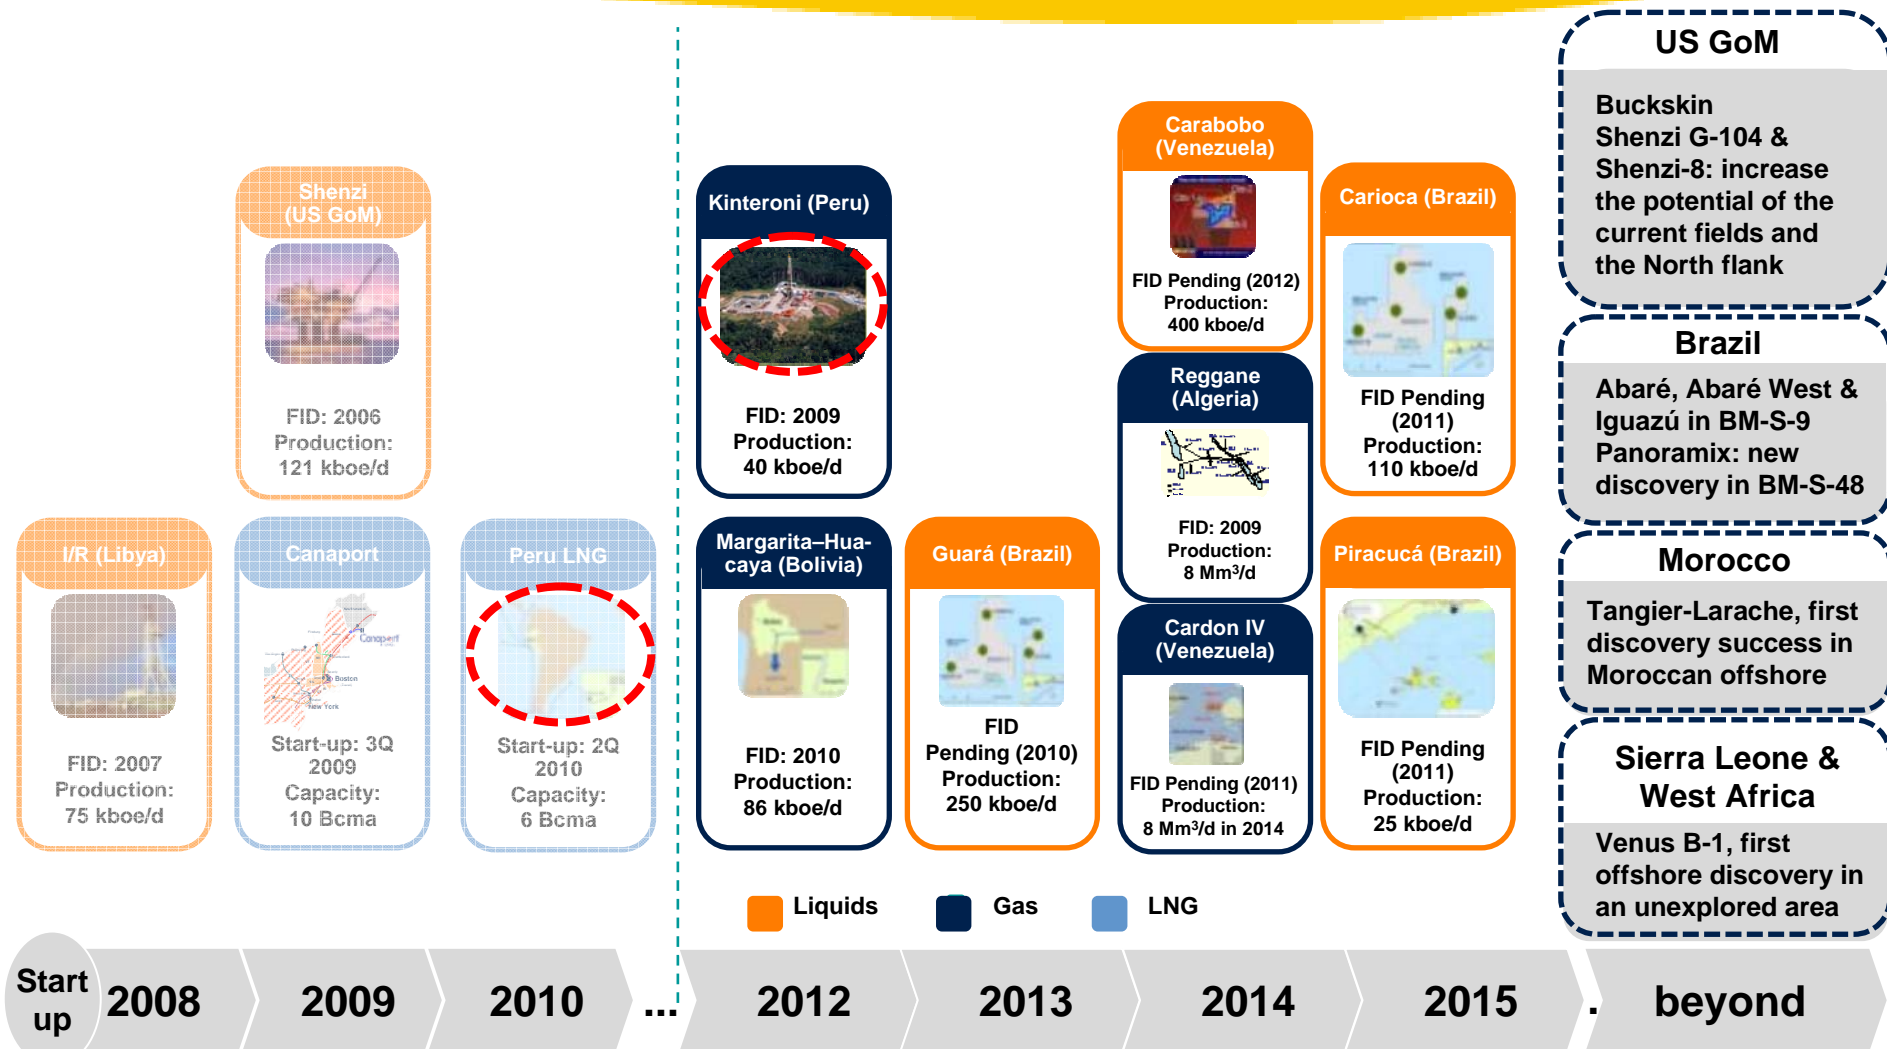 Shenzi
(US GoM)
FID: 2006
Production:
121 kboe/d
I/R (Libya)
FID: 2007
Production:
75 kboe/d
Canaport
Canaport
Boston
New York
Start-up: 3Q
2009
Capacity:
10 Bcma
Peru LNG
Start-up: 2Q
2010
Capacity:
6 Bcma
Kinteroni (Peru)
FID: 2009
Production:
40 kboe/d
Margarita–Hua-
caya (Bolivia)
FID: 2010
Production:
86 kboe/d
Guará (Brazil)
FID
Pending (2010)
Production:
250 kboe/d
Carabobo
(Venezuela)
FID Pending (2012)
Production:
400 kboe/d
Reggane
(Algeria)
FID: 2009
Production:
8 Mm³/d
Cardon IV
(Venezuela)
FID Pending (2011)
Production:
8 Mm³/d in 2014
Carioca (Brazil)
FID Pending
(2011)
Production:
110 kboe/d
Piracucá (Brazil)
FID Pending
(2011)
Production:
25 kboe/d
US GoM
Buckskin
Shenzi G-104 &
Shenzi-8: increase
the potential of the
current fields and
the North flank
Brazil
Abaré, Abaré West &
Iguazú in BM-S-9
Panoramix: new
discovery in BM-S-48
Morocco
Tangier-Larache, first
discovery success in
Moroccan offshore
Sierra Leone &
West Africa
Venus B-1, first
offshore discovery in
an unexplored area
Liquids
Gas
LNG
Start
up
2008
2009
2010
...
2012
2013
2014
2015
.
beyond